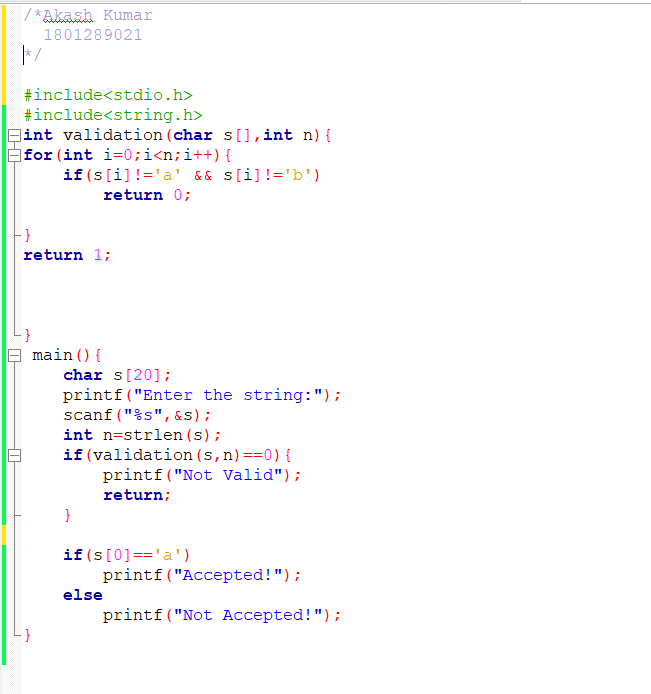 /*Akash Kumar
  1801289021
*/
#include<stdio.h>
#include<string.h>
int validation(char s[],int n){
for(int i=0;i<n;i++){
    if(s[i]!='a' && s[i]!='b')
        return 0;
}
return 1;
}
 main(){
    char s[20];
    printf("Enter the string:");
    scanf("%s",&s);
    int n=strlen(s);
    if(validation(s,n)==0){
        printf("Not Valid");
        return;
    }
    if(s[0]=='a')
        printf("Accepted!");
    else
        printf("Not Accepted!");
}